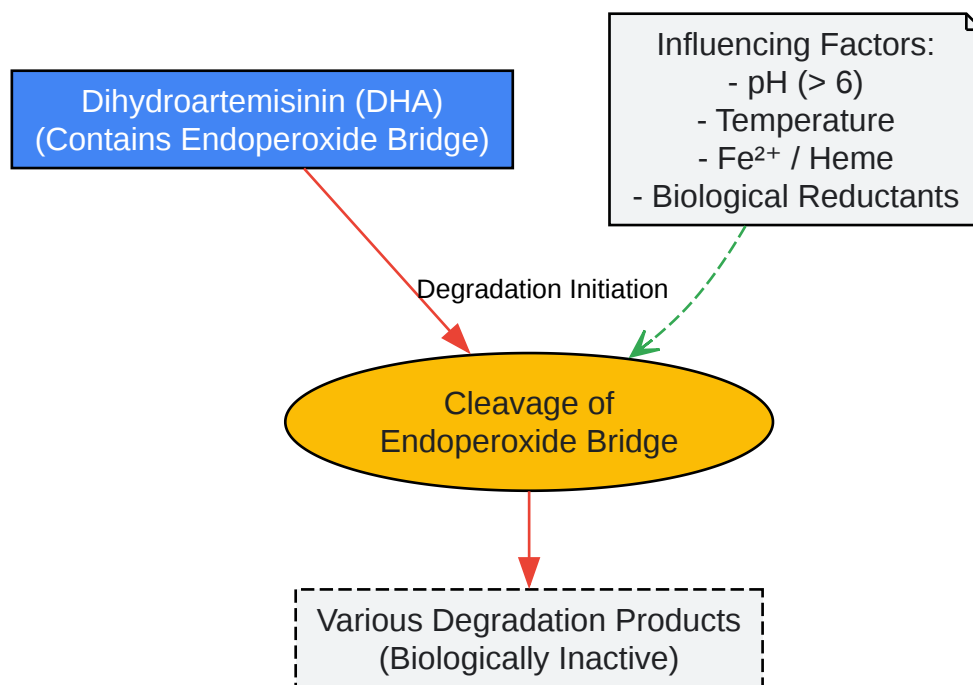 Dihydroartemisinin (DHA)
(Contains Endoperoxide Bridge)
Influencing Factors:
- pH (> 6)
- Temperature
- Fe²⁺ / Heme
- Biological Reductants
Degradation Initiation
Cleavage of
Endoperoxide Bridge
Various Degradation Products
(Biologically Inactive)